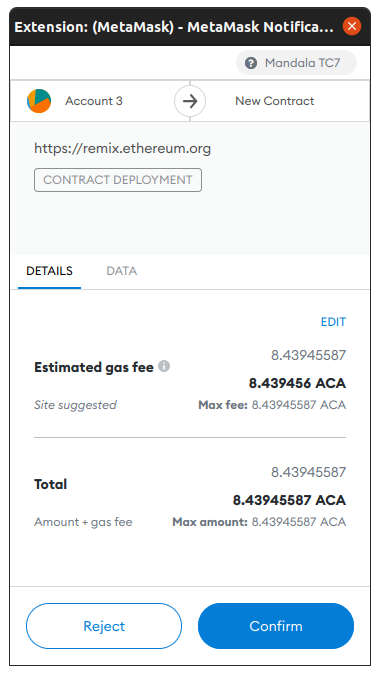 Extension: (MetaMask) - MetaMask Notifica...
? Mandala TC7
Account 3
New Contract
https://remix.ethereum.org
CONTRACT DEPLOYMENT
DETAILS
DATA
EDIT
8.43945587
Estimated gas fee i
8.439456 ACA
Site suggested
Max fee: 8.43945587 ACA
8.43945587
Total
8.43945587 ACA
Amount + gas fee
Max amount: 8.43945587 ACA
Reject
Confirm